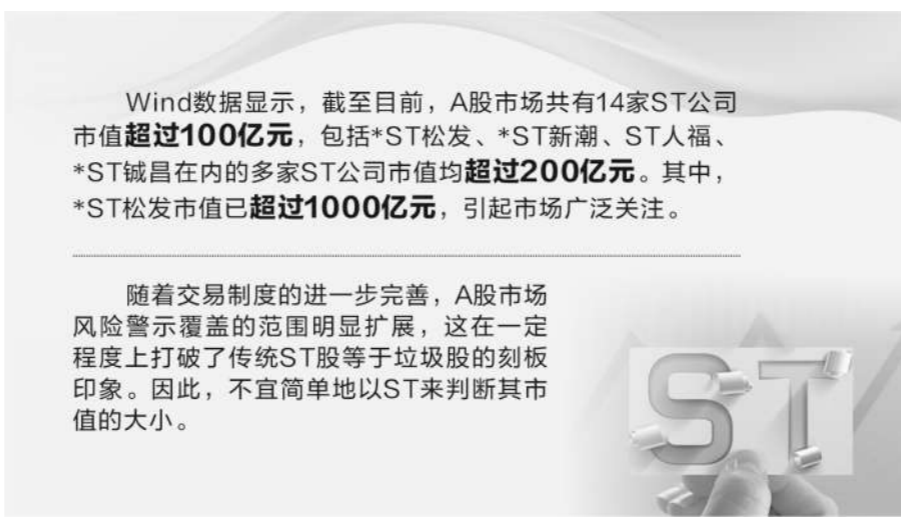 Wind数据显示，截至目前，A股市场共有14家ST公司
市值超过100亿元，包括*ST松发、*ST新潮、ST人福、
*ST铖昌在内的多家ST公司市值均超过200亿元。其中，
*ST松发市值已超过1000亿元，引起市场广泛关注。
随着交易制度的进一步完善，A股市场
风险警示覆盖的范围明显扩展，这在一定
程度上打破了传统ST股等于垃圾股的刻板
印象。因此，不宜简单地以ST来判断其市
值的大小。
ST